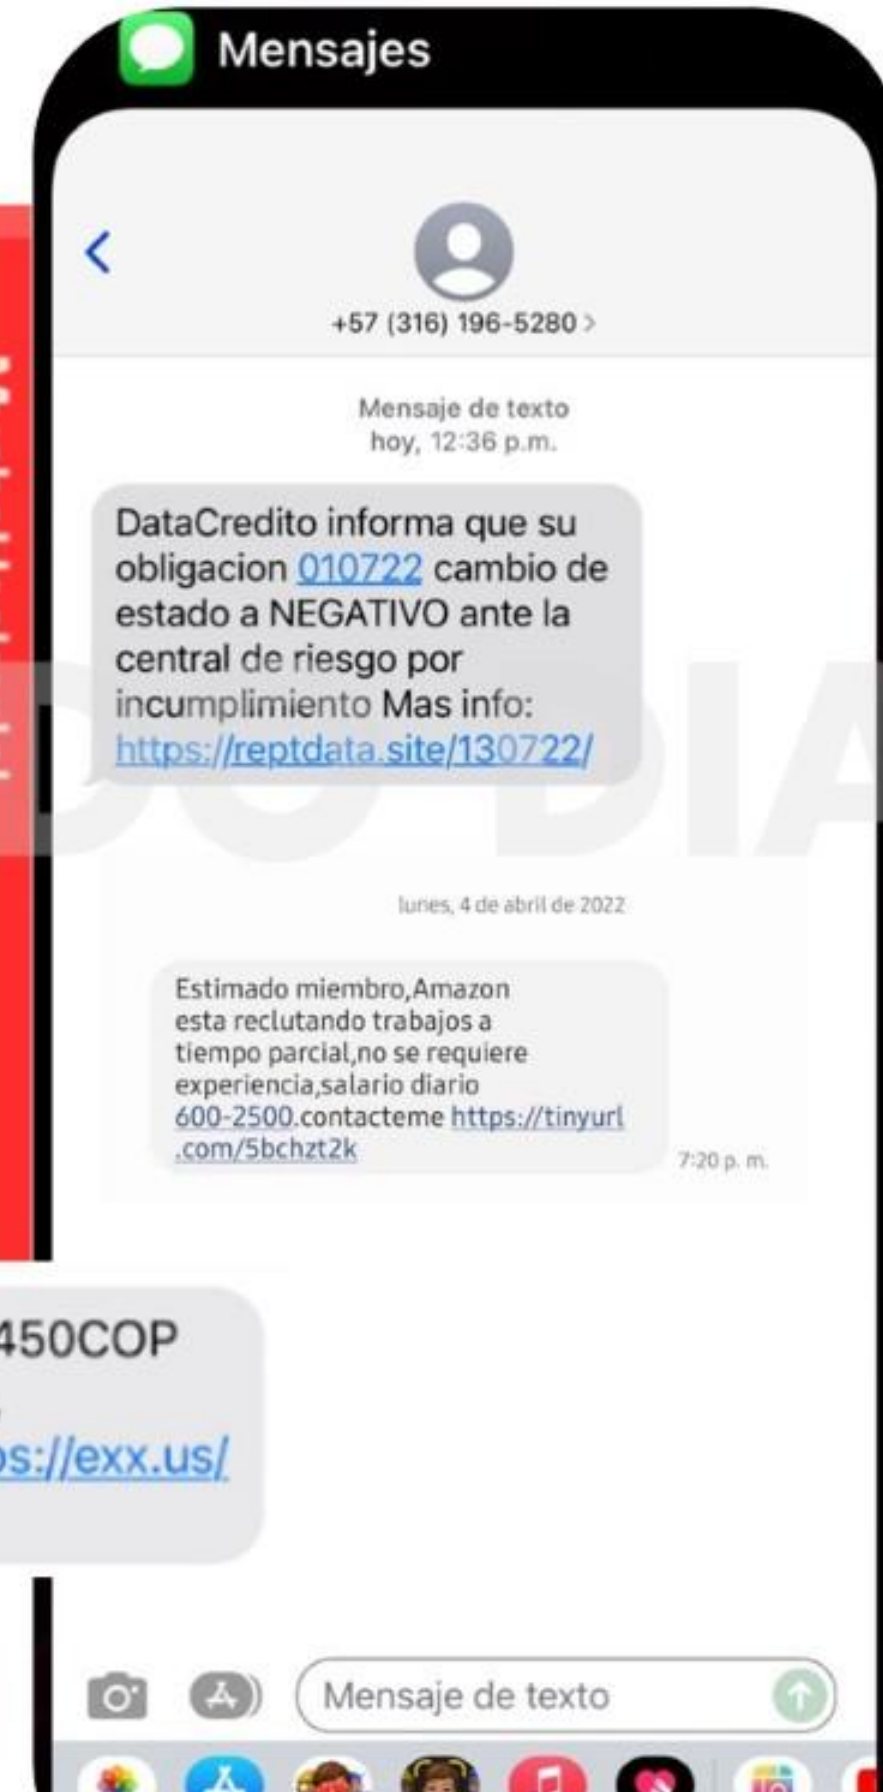 Mensajes
+57 (316) 196-5280 >
Mensaje de texto
hoy, 12:36 p.m.
DataCredito informa que su
obligacion 010722 cambio de
estado a NEGATIVO ante la
central de riesgo por
incumplimiento Mas info:
https://reptdata.site/130722/
DO DIA
lunes, 4 de abril de 2022
Estimado miembro,Amazon
esta reclutando trabajos a
tiempo parcial,no se requiere
experiencia,salario diario
600-2500.contacteme https://tinyurl
.com/5bchzt2k
7:20 p. m.
450COP
os://exx.us/
Mensaje de texto